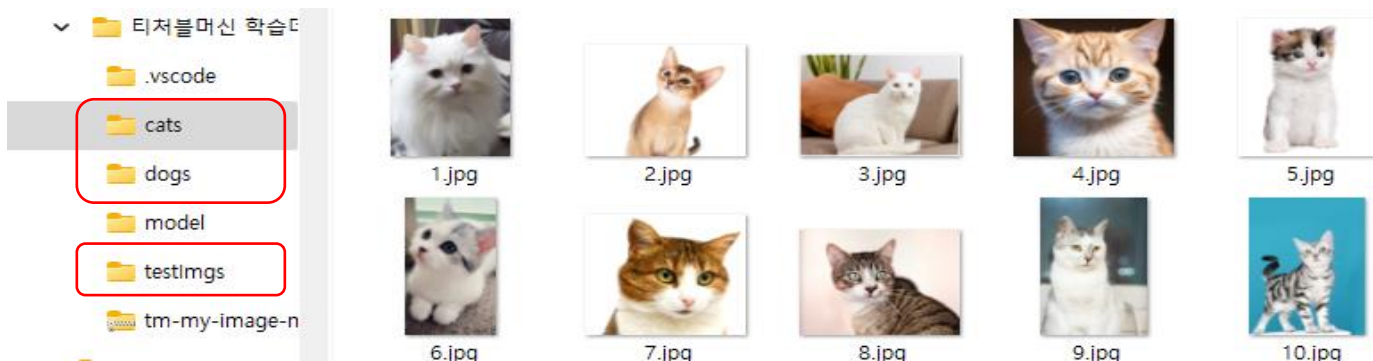 티처블머신 학습
.vscode
cats
dogs
model
testImgs
tm-my-image-
1.jpg
2.jpg
3.jpg
4.jpg
5.jpg
6.jpg
7.jpg
8.jpg
9.jpg
10.jpg